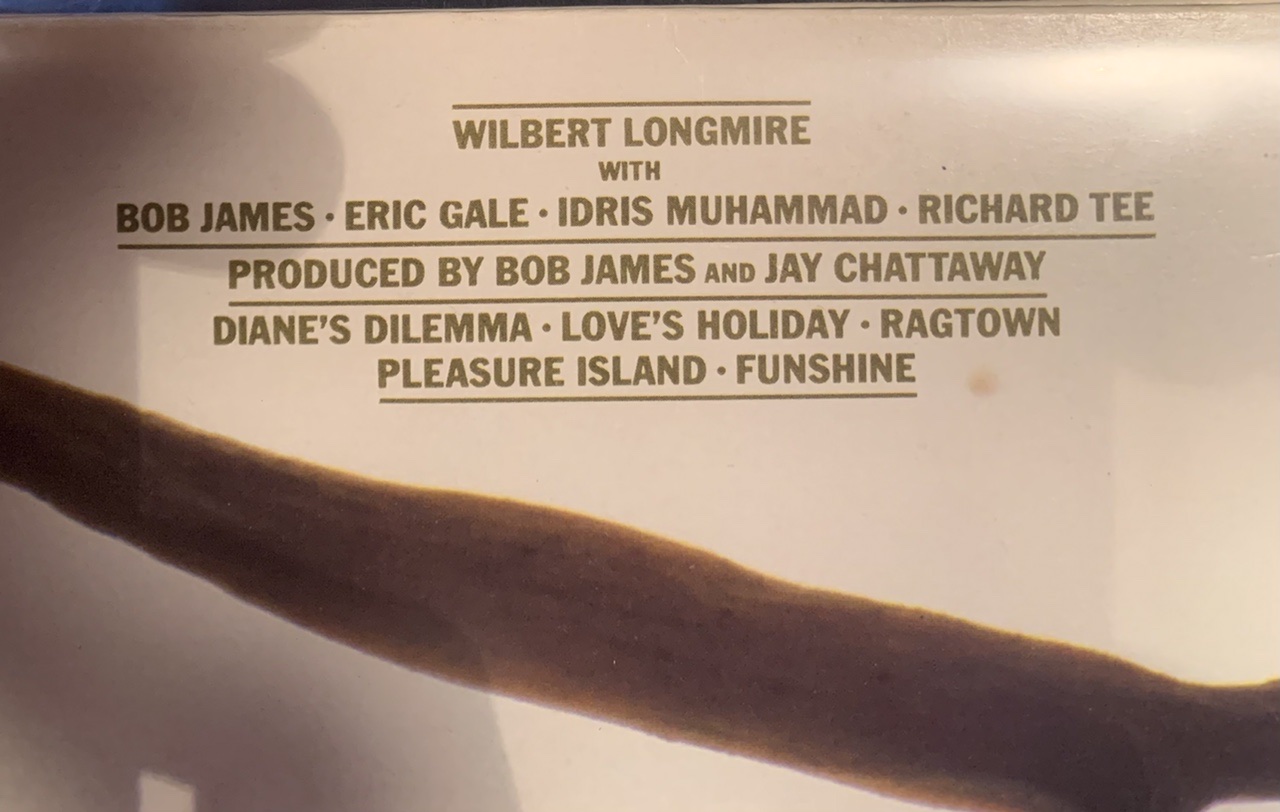 WILBERT LONGMIRE
WITH
BOB JAMES · ERIC GALE · IDRIS MUHAMMAD · RICHARD TEE
PRODUCED BY BOB JAMES AND JAY CHATTAWAY
DIANE'S DILEMMA · LOVE'S HOLIDAY · RAGTOWN
PLEASURE ISLAND · FUNSHINE